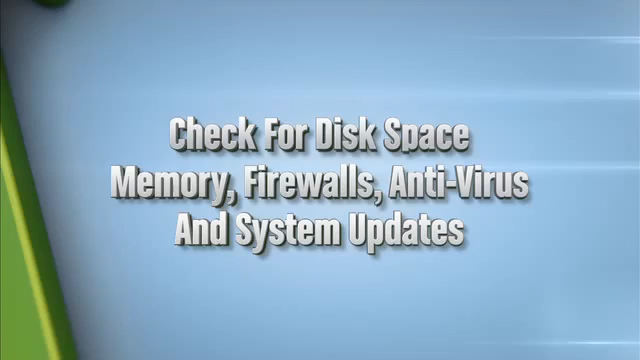 Check For Disk Space
Memory, Firewalls, Anti-Virus
And System Updates